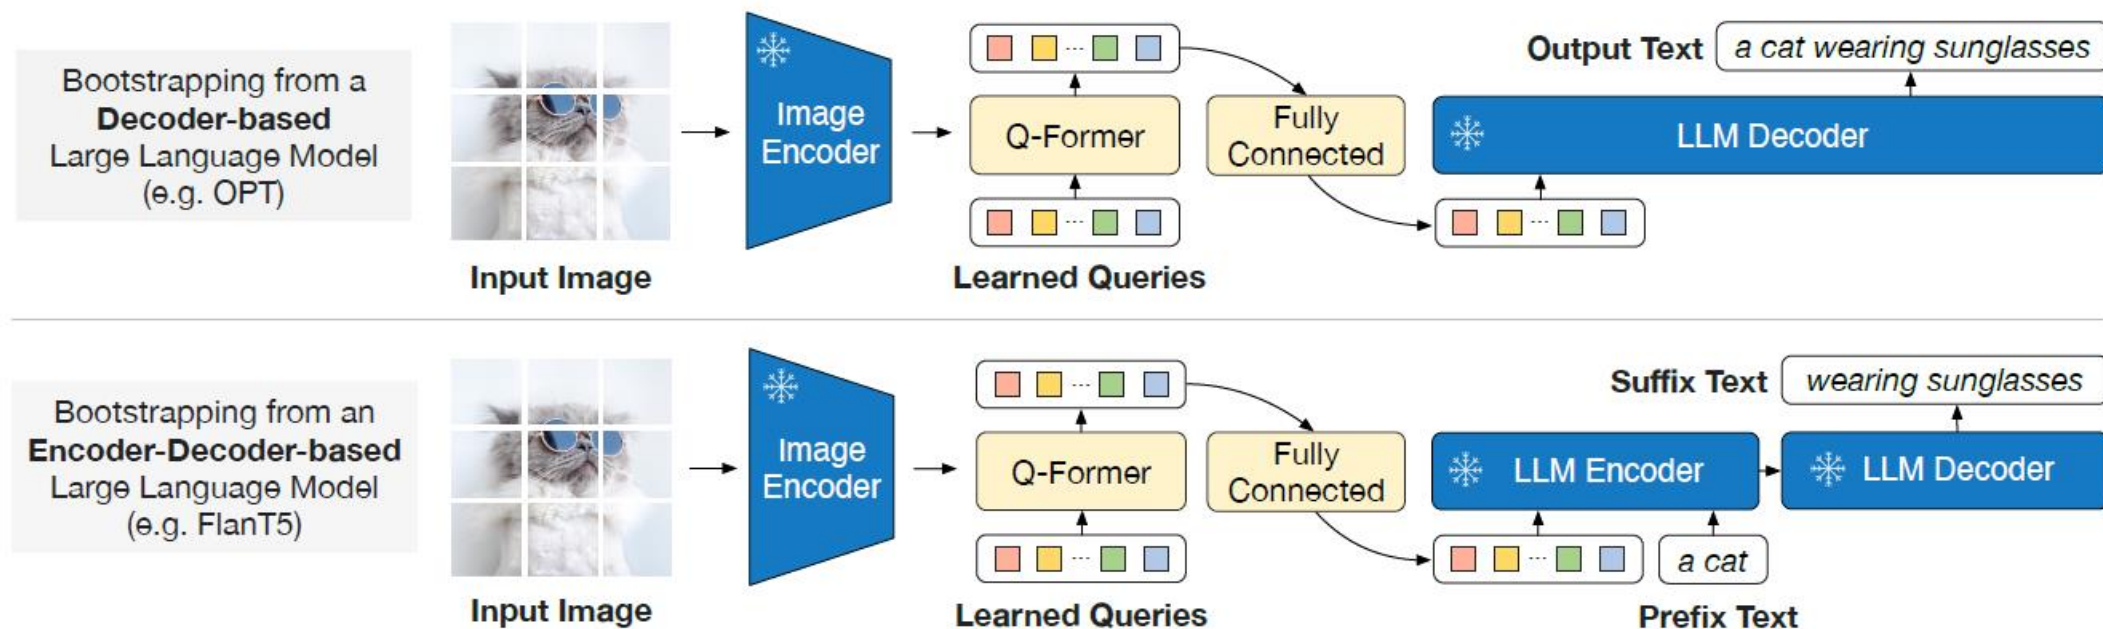 Bootstrapping from a
Decoder-based
Large Language Model
(e.g. OPT)
Input Image
Image
Encoder
Q-Former
Learned Queries
Fully
Connected
Output Text
a cat wearing sunglasses
LLM Decoder
Bootstrapping from an
Encoder-Decoder-based
Large Language Model
(e.g. FlanT5)
Input Image
Image
Encoder
Q-Former
Learned Queries
Fully
Connected
Suffix Text
wearing sunglasses
LLM Encoder
LLM Decoder
a cat
Prefix Text